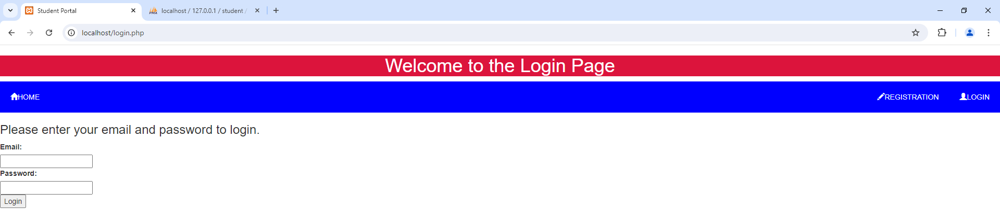 Student Portal
localhost / 127.0.0.1 / student /
localhost/login.php
Welcome to the Login Page
HOME
REGISTRATION
LOGIN
Please enter your email and password to login.
Email:
Password:
Login